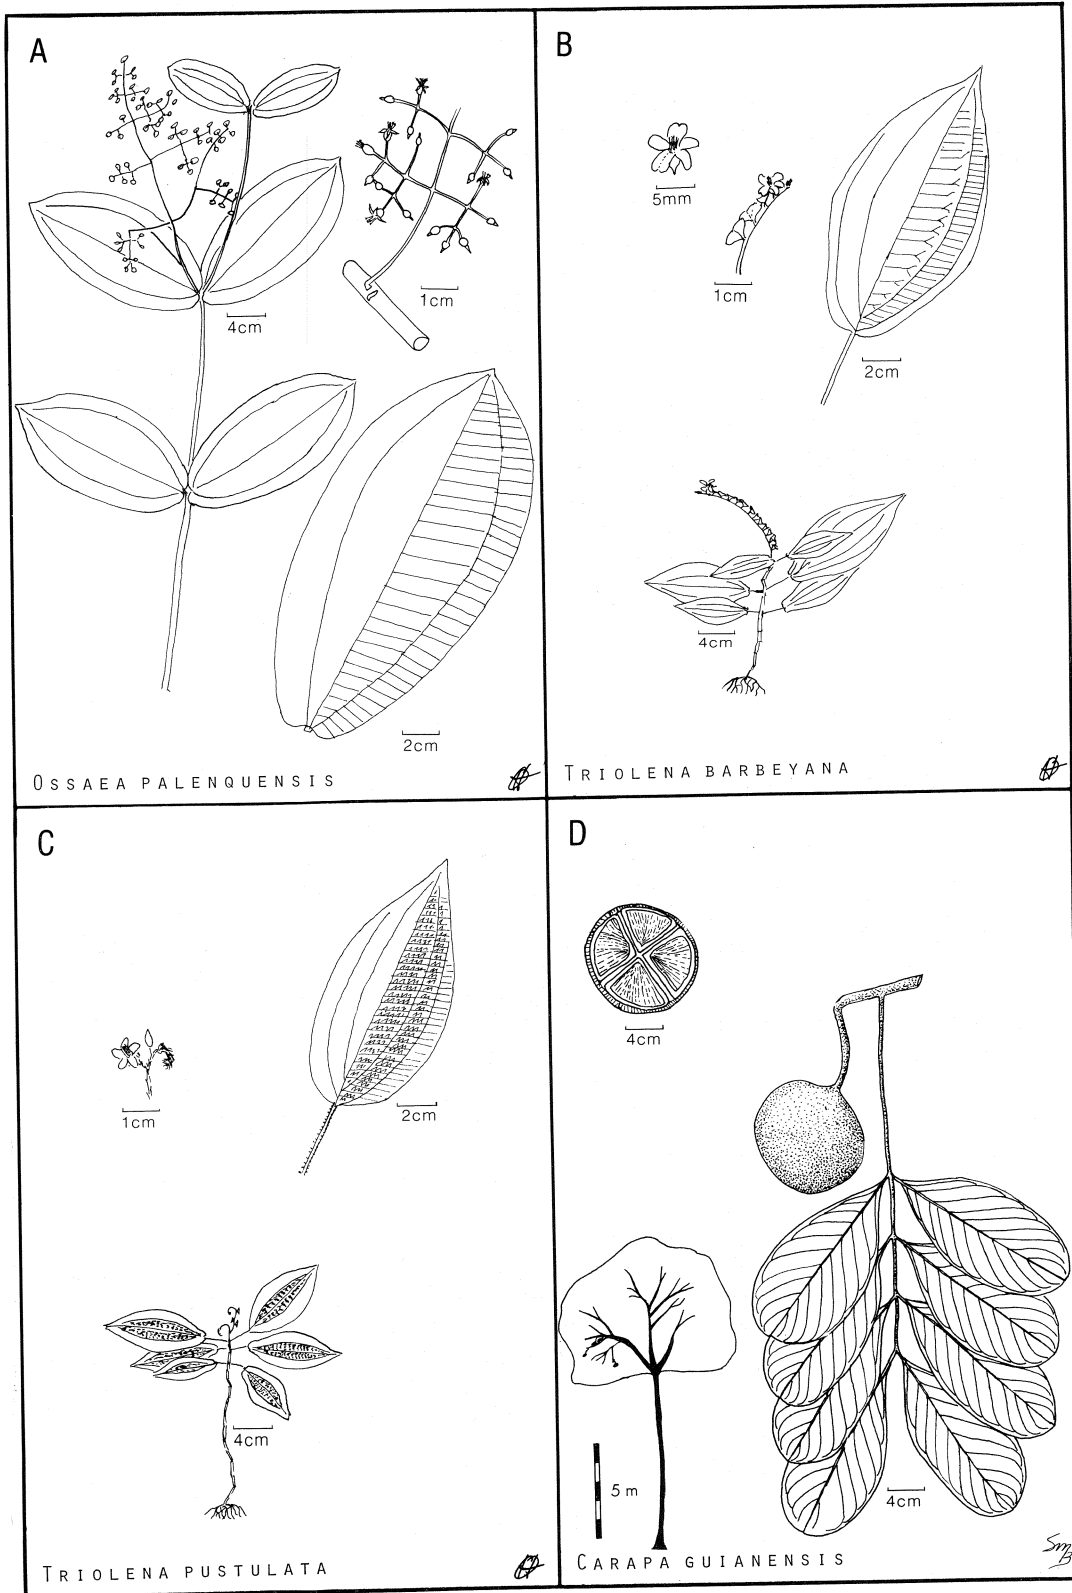 A
4cm
1cm
2cm
OSSAEA PALENQUENSIS
B
5mm
1cm
2cm
4cm
TRIOLENA BARBEYANA
C
1cm
2cm
4cm
TRIOLENA PUSTULATA
D
4cm
5 m
4cm
CARAPA GUIANENSIS